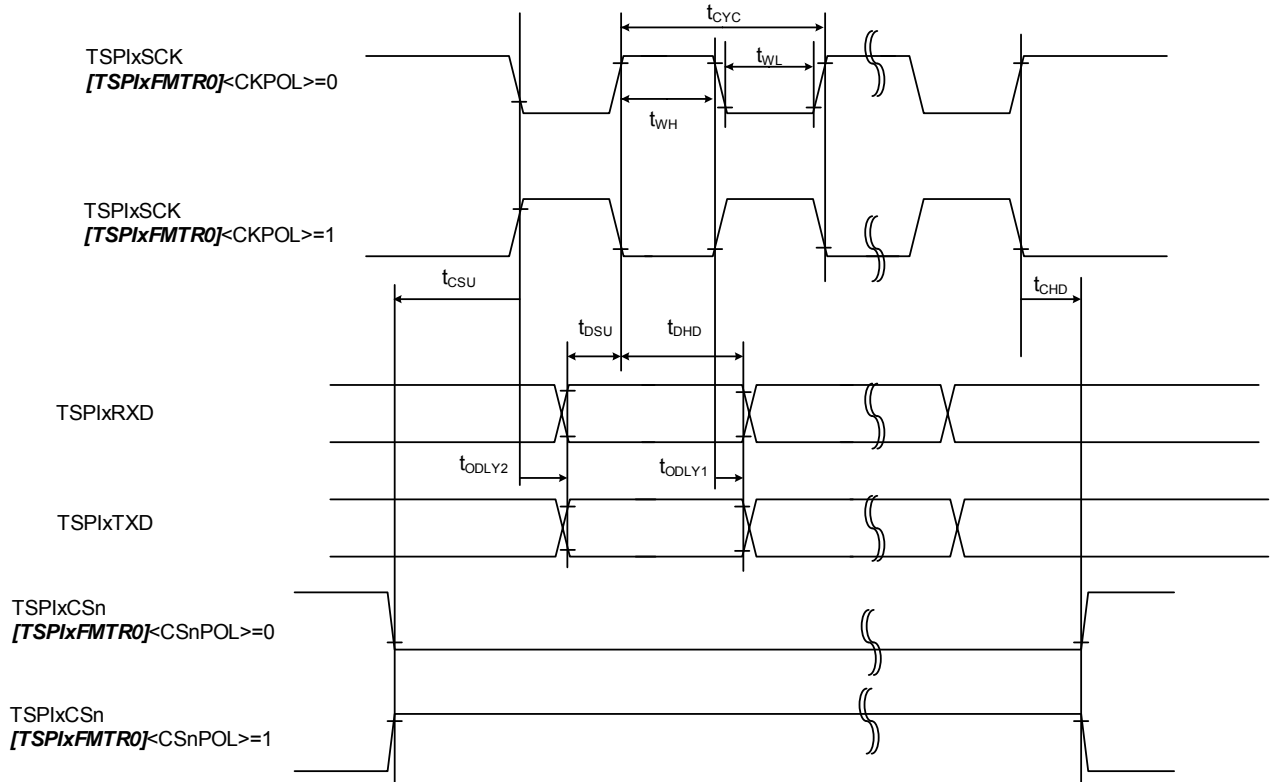 tCYC
TSPIxSCK
[TSPIxFMTR0]<CKPOL>=0
tWL
tWH
TSPIxSCK
[TSPIxFMTR0]<CKPOL>=1
tCSU
tCHD
tDSU
tDHD
TSPIxRXD
tODLY2
tODLY1
TSPIxTXD
TSPIxCSn
[TSPIxFMTR0]<CSnPOL>=0
TSPIxCSn
[TSPIxFMTR0]<CSnPOL>=1